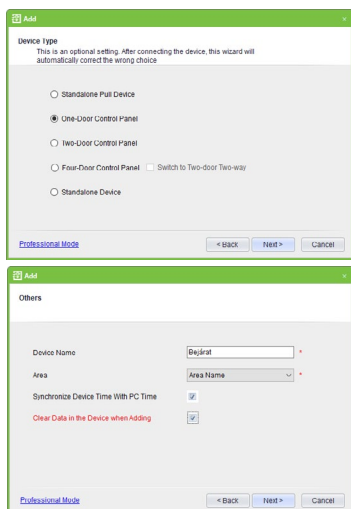 Add
Device Type
This is an optional setting. After connecting the device, this wizard will
automatically correct the wrong choice
Standalone Pull Device
One-Door Control Panel
Two-Door Control Panel
Four-Door Control Panel Switch to Two-door Two-way
Standalone Device
Professional Mode < Back Next > Cancel
Add
Others
Device Name Bejárat *
Area Area Name *
Synchronize Device Time With PC Time
Clear Data in the Device when Adding
Professional Mode < Back Next > Cancel